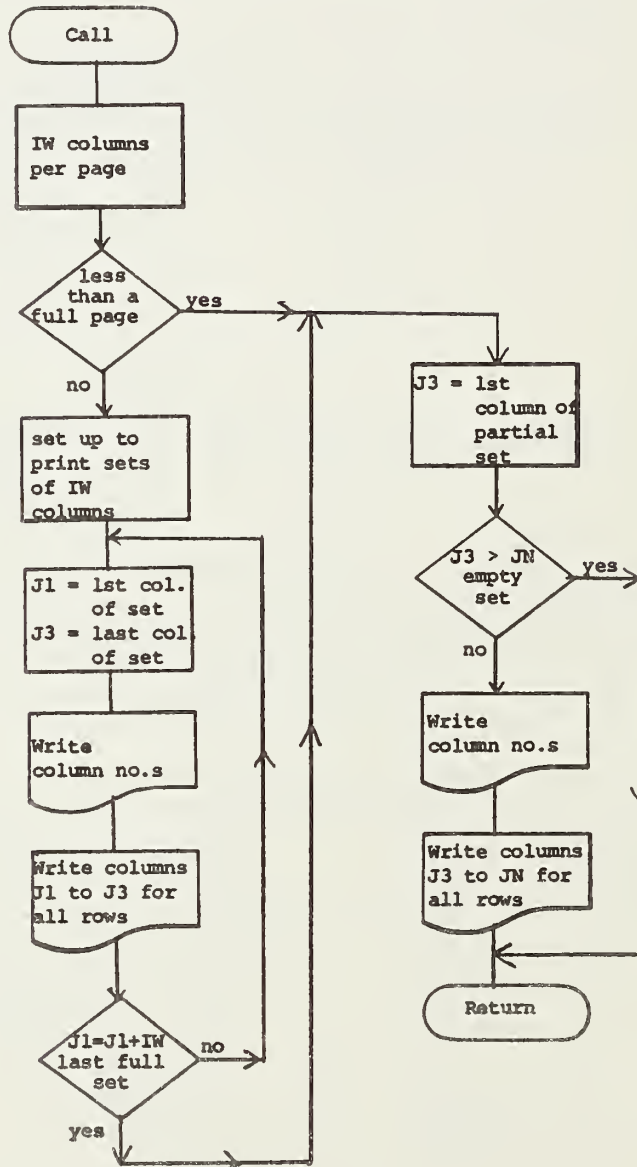 Call
IW columns
per page
less
than a
full page
yes
no
set up to
print sets
of IW
columns
J1 = 1st col.
of set
J3 = last col
of set
Write
column no.s
Write columns
J1 to J3 for
all rows
J1=J1+IW
last full
set
no
yes
J3 = 1st
column of
partial
set
J3 > JN
empty
set
yes
no
Write
column no.s
Write columns
J3 to JN for
all rows
Return